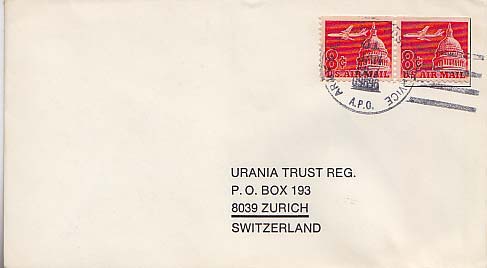 8¢ 8¢
U.S. AIR MAIL U.S. AIR MAIL
A.P.O.
URANIA TRUST REG.
P. O. BOX 193
8039 ZURICH
SWITZERLAND